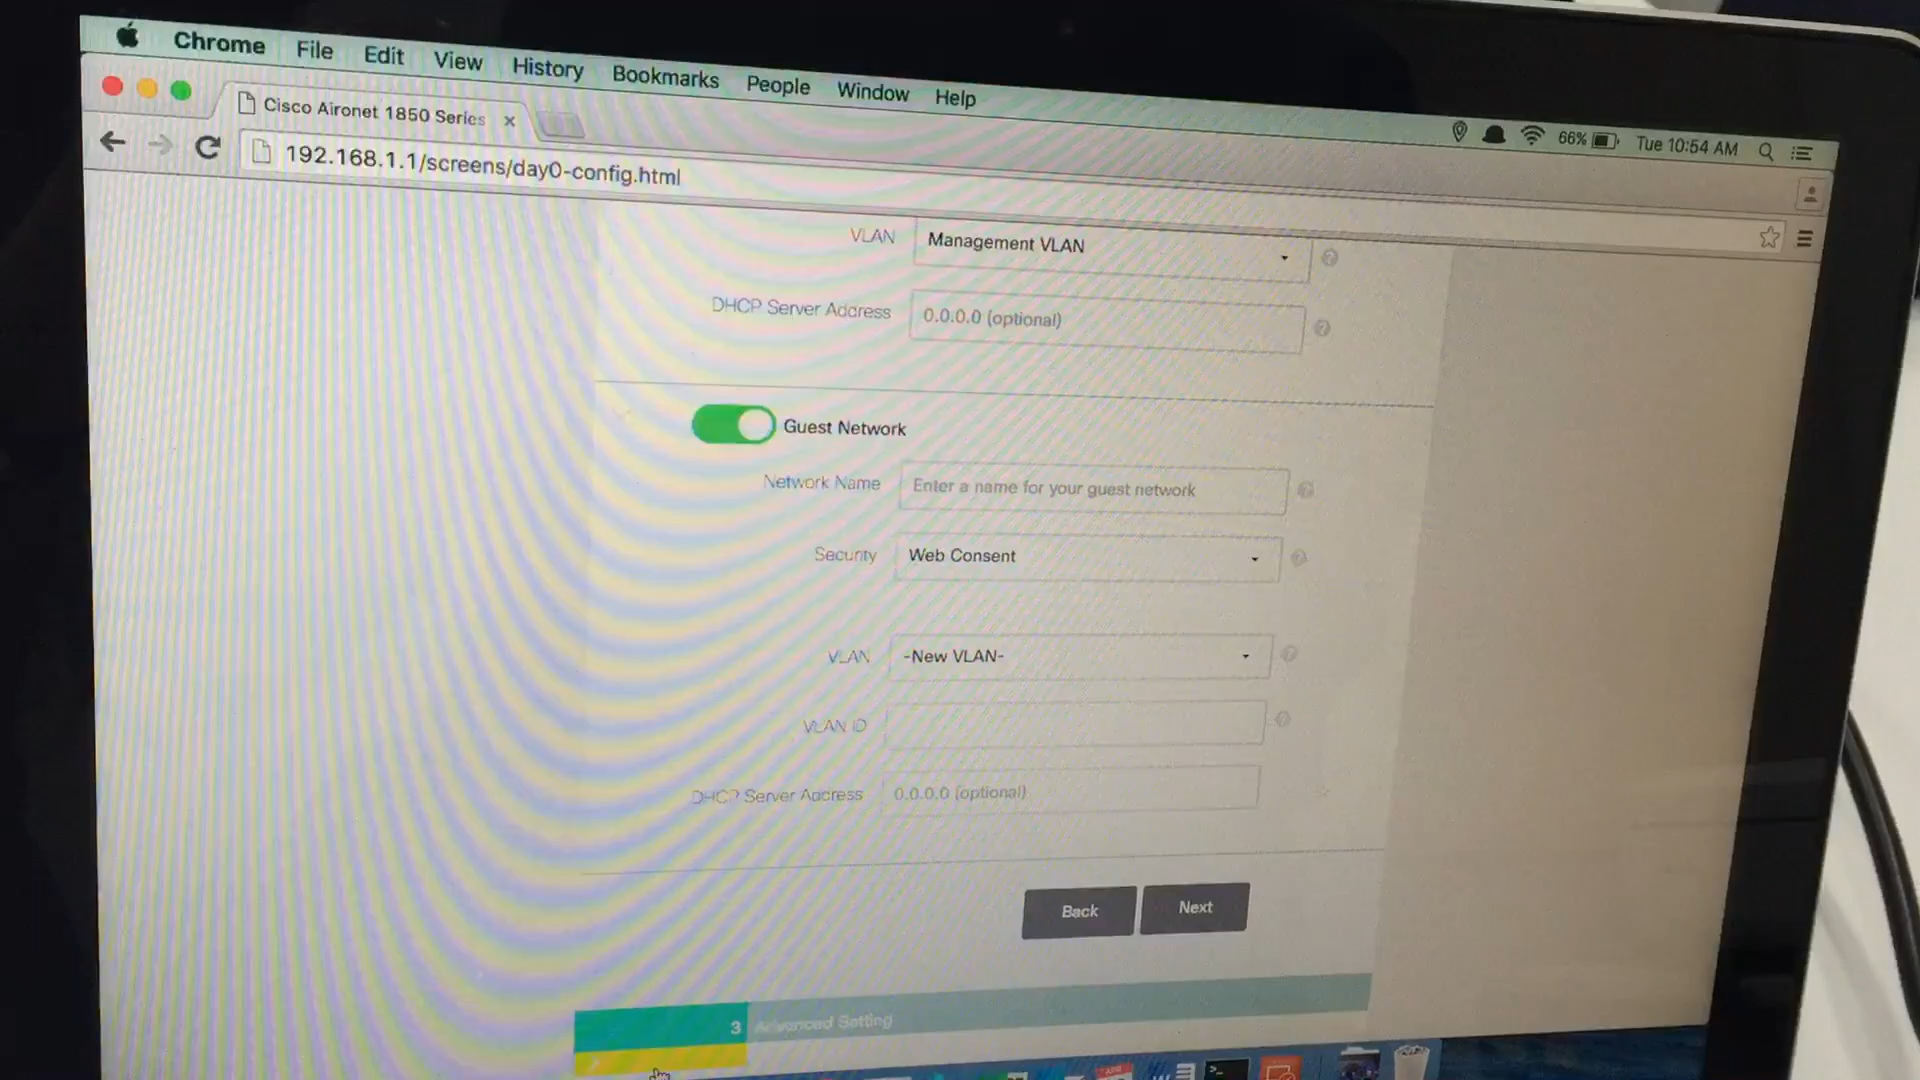 Chrome File Edit View History Bookmarks People Window Help
66% Tue 10:54 AM
Cisco Aironet 1850 Series
192.168.1.1/screens/day0-config.html
VLAN Management VLAN
DHCP Server Address 0.0.0.0 (optional)
Guest Network
Network Name Enter a name for your guest network
Security Web Consent
VLAN -New VLAN-
VLAN ID
DHCP Server Address 0.0.0.0 (optional)
Back Next
3 Advanced Setting